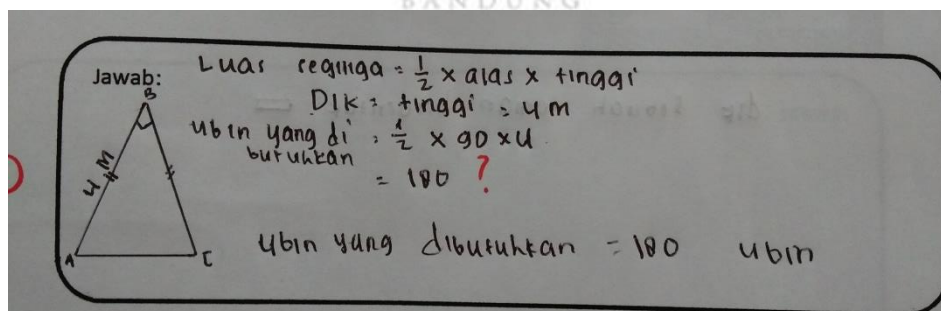 BANDUNG
Jawab:
Luas segitiga = 1/2 x alas x tinggi
Dik = tinggi = 4 m
Ubin yang di butuhkan = 1/2 x 90 x 4
= 180 ?
B
4 M
A
C
Ubin yang dibutuhkan = 180 ubin